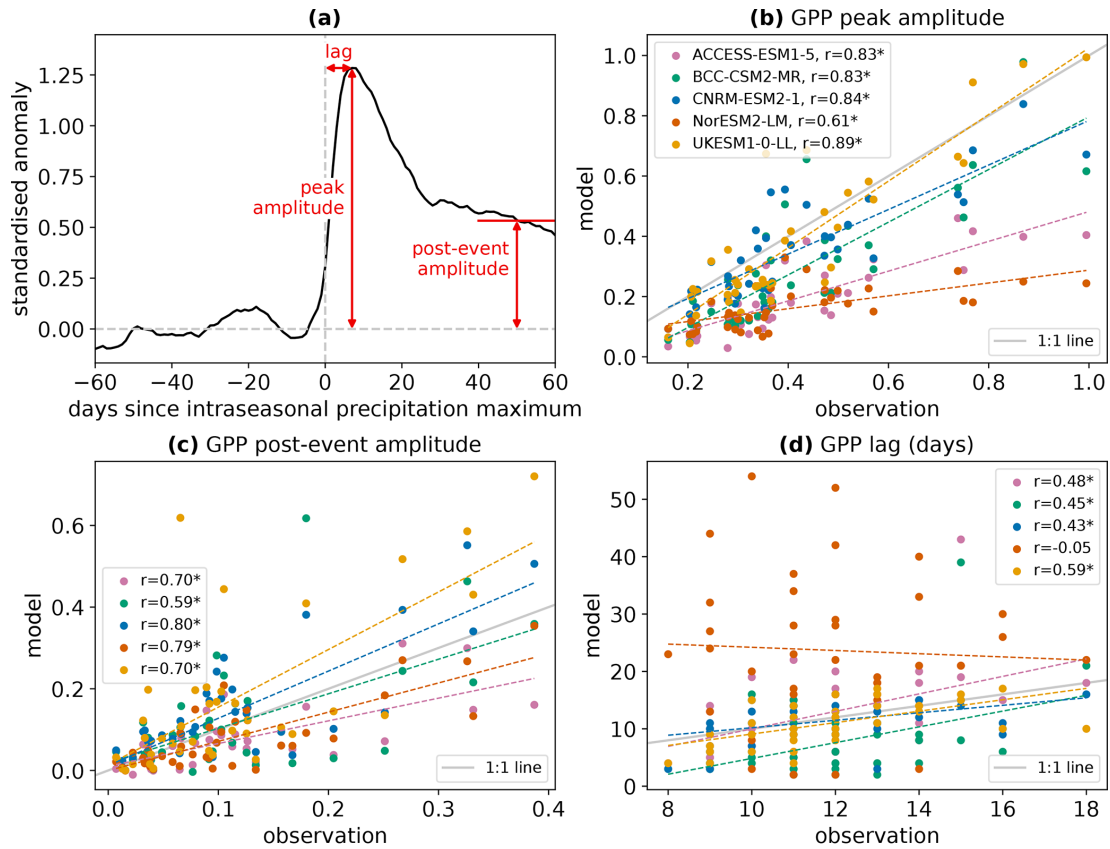 (a)
standardised anomaly
1.25
1.00
0.75
0.50
0.25
0.00
lag
peak
amplitude
post-event
amplitude
−60 −40 −20 0 20 40 60
days since intraseasonal precipitation maximum
(b) GPP peak amplitude
model
1.0
0.8
0.6
0.4
0.2
0.0
ACCESS-ESM1-5, r=0.83*
BCC-CSM2-MR, r=0.83*
CNRM-ESM2-1, r=0.84*
NorESM2-LM, r=0.61*
UKESM1-0-LL, r=0.89*
1:1 line
0.2 0.4 0.6 0.8 1.0
observation
(c) GPP post-event amplitude
model
0.6
0.4
0.2
0.0
r=0.70*
r=0.59*
r=0.80*
r=0.79*
r=0.70*
1:1 line
0.0 0.1 0.2 0.3 0.4
observation
(d) GPP lag (days)
model
50
40
30
20
10
0
r=0.48*
r=0.45*
r=0.43*
r=-0.05
r=0.59*
1:1 line
8 10 12 14 16 18
observation